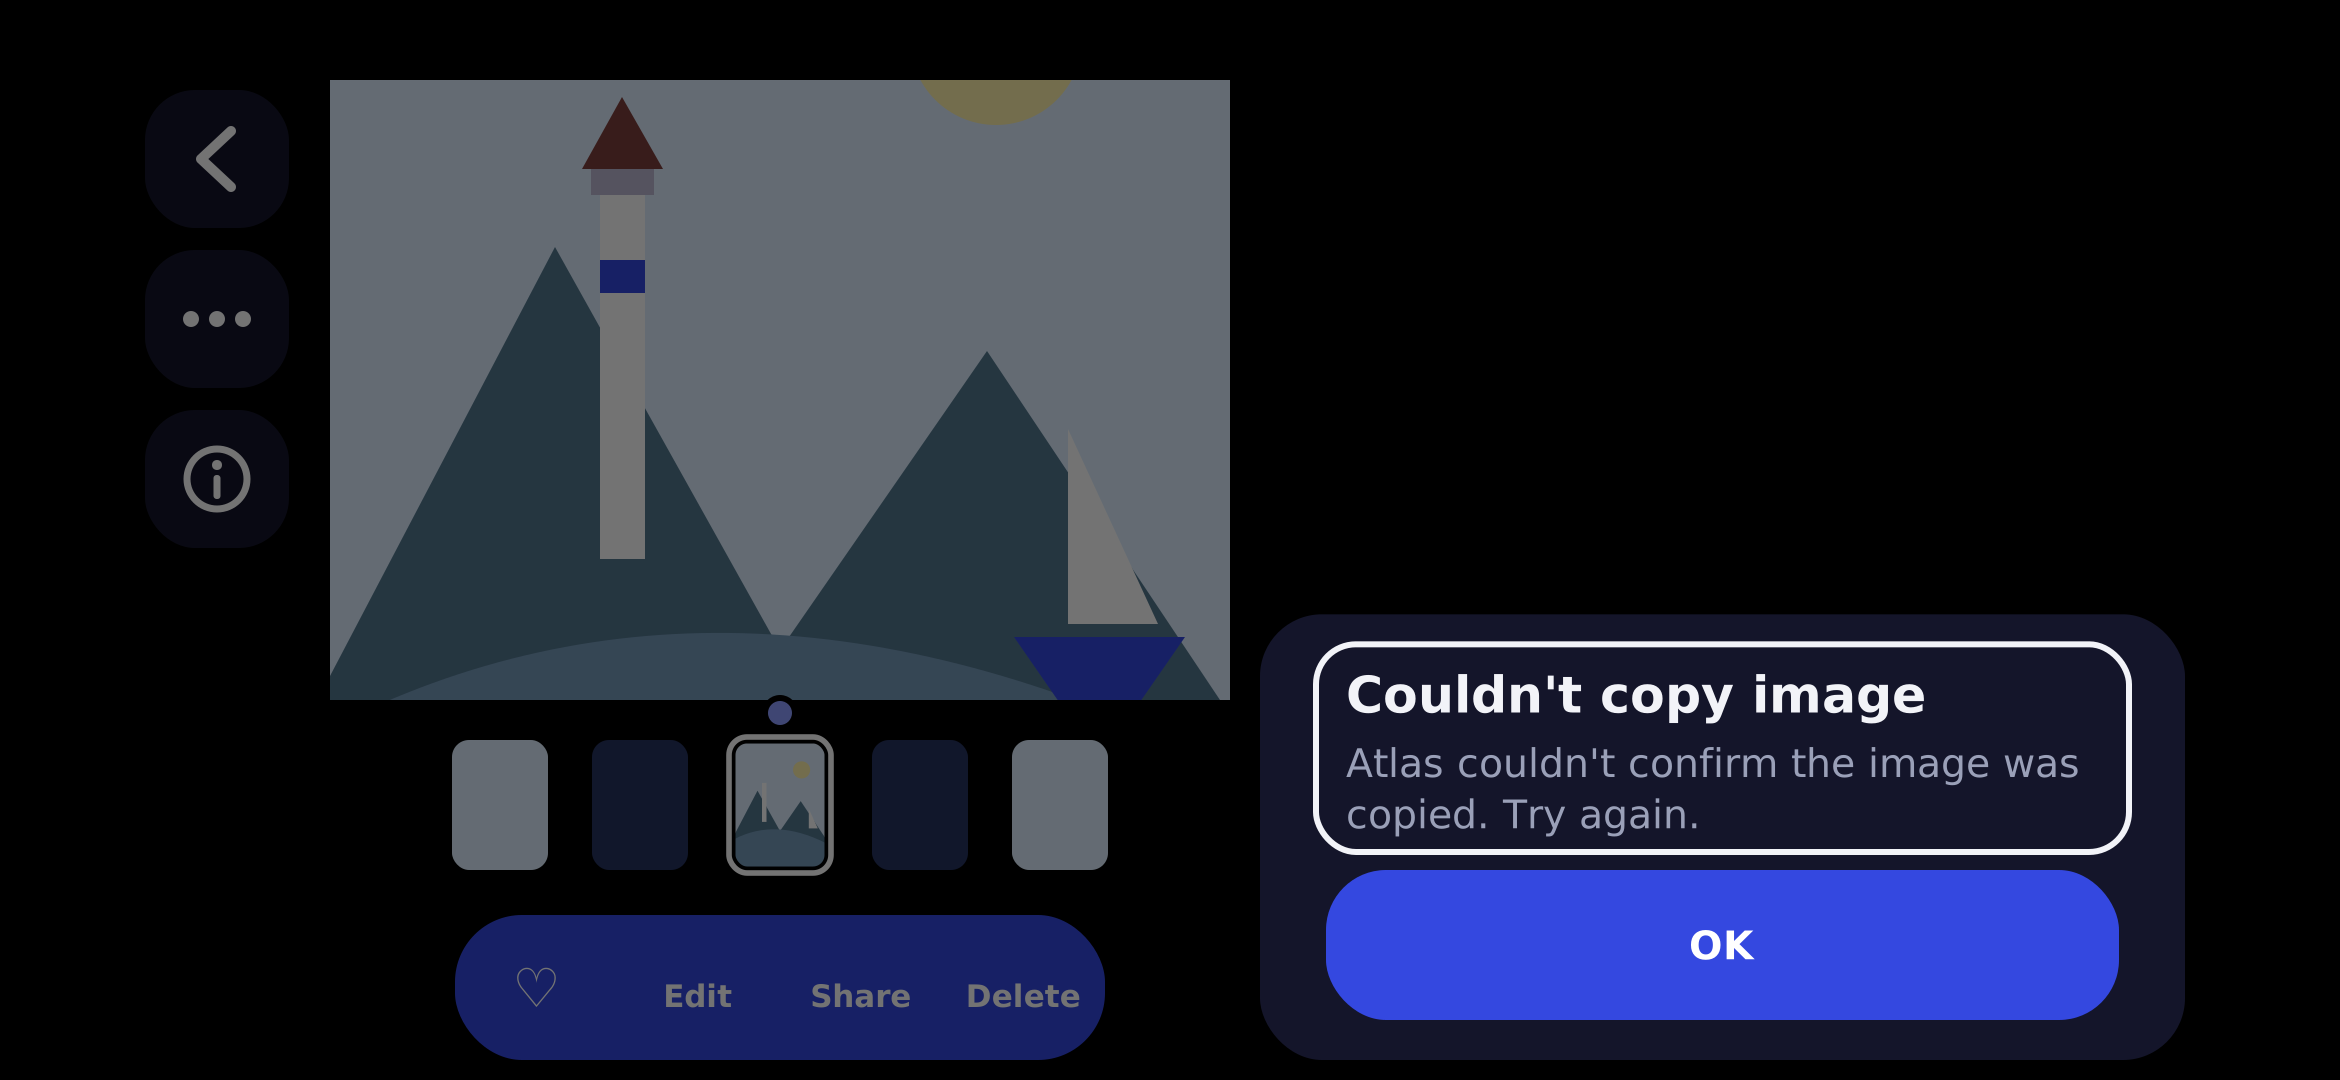 Couldn't copy image
Atlas couldn't confirm the image was
copied. Try again.
OK
Edit Share Delete